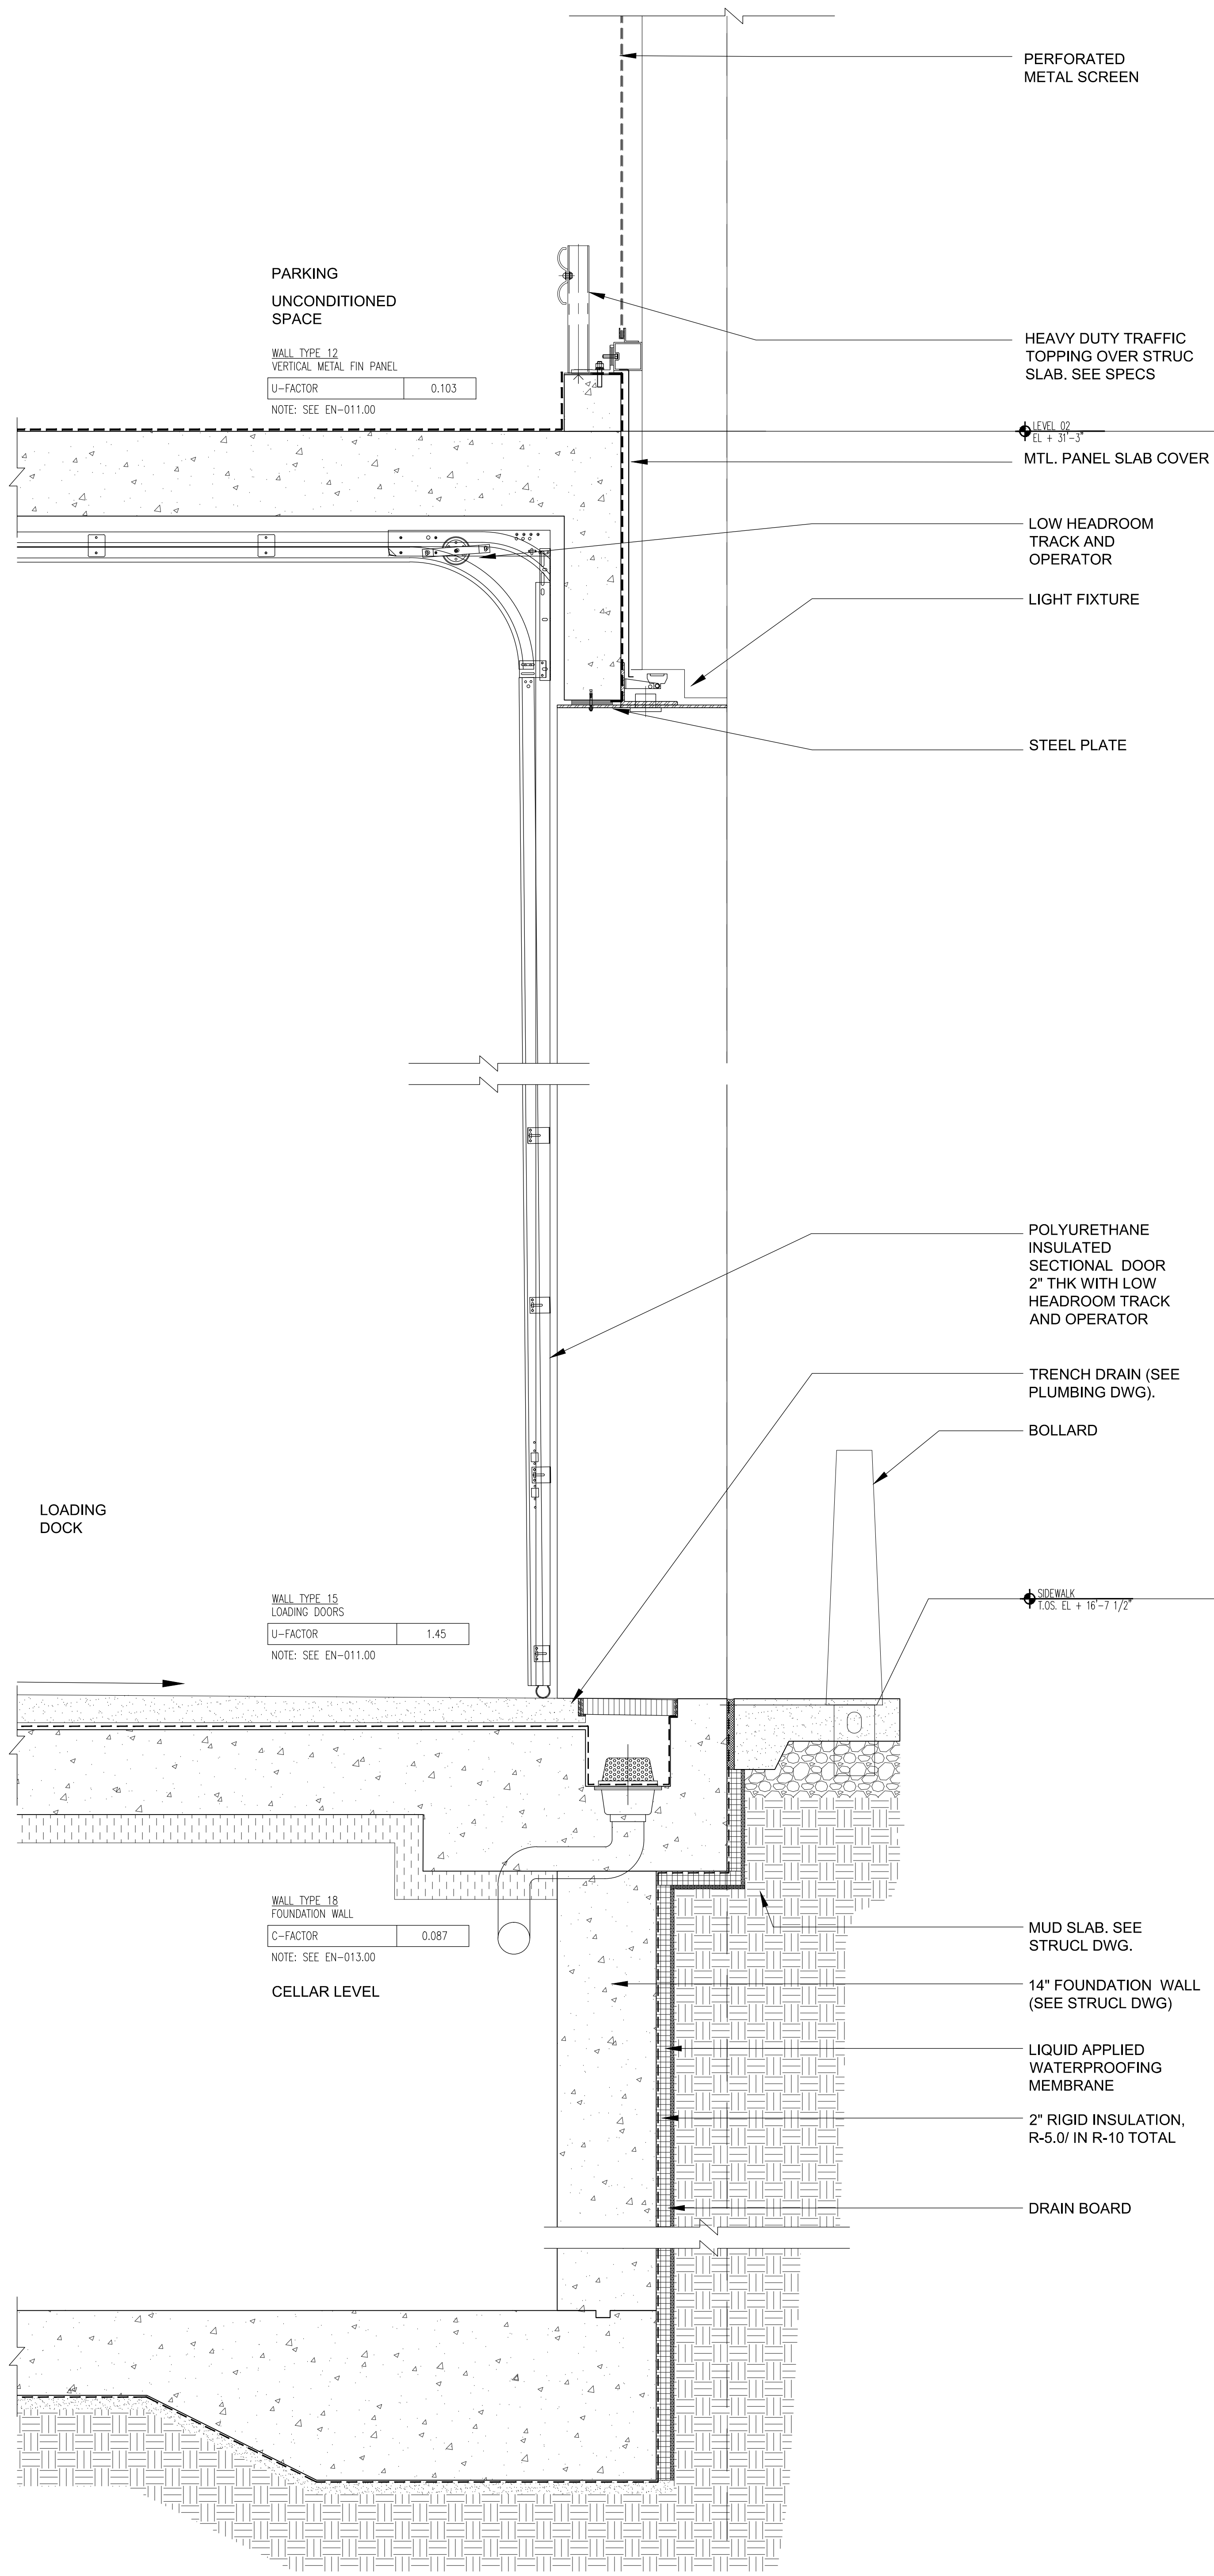 PERFORATED
METAL SCREEN
PARKING
UNCONDITIONED
SPACE
WALL TYPE 12
VERTICAL METAL FIN PANEL
U-FACTOR 0.103
NOTE: SEE EN-011.00
HEAVY DUTY TRAFFIC
TOPPING OVER STRUC
SLAB. SEE SPECS
LEVEL 02
EL + 31'-3"
MTL. PANEL SLAB COVER
LOW HEADROOM
TRACK AND
OPERATOR
LIGHT FIXTURE
STEEL PLATE
POLYURETHANE
INSULATED
SECTIONAL DOOR
2" THK WITH LOW
HEADROOM TRACK
AND OPERATOR
TRENCH DRAIN (SEE
PLUMBING DWG).
BOLLARD
LOADING
DOCK
WALL TYPE 15
LOADING DOORS
U-FACTOR 1.45
NOTE: SEE EN-011.00
SIDEWALK
T.OS. EL + 16'-7 1/2"
WALL TYPE 18
FOUNDATION WALL
C-FACTOR 0.087
NOTE: SEE EN-013.00
CELLAR LEVEL
MUD SLAB. SEE
STRUCL DWG.
14" FOUNDATION WALL
(SEE STRUCL DWG)
LIQUID APPLIED
WATERPROOFING
MEMBRANE
2" RIGID INSULATION,
R-5.0/ IN R-10 TOTAL
DRAIN BOARD